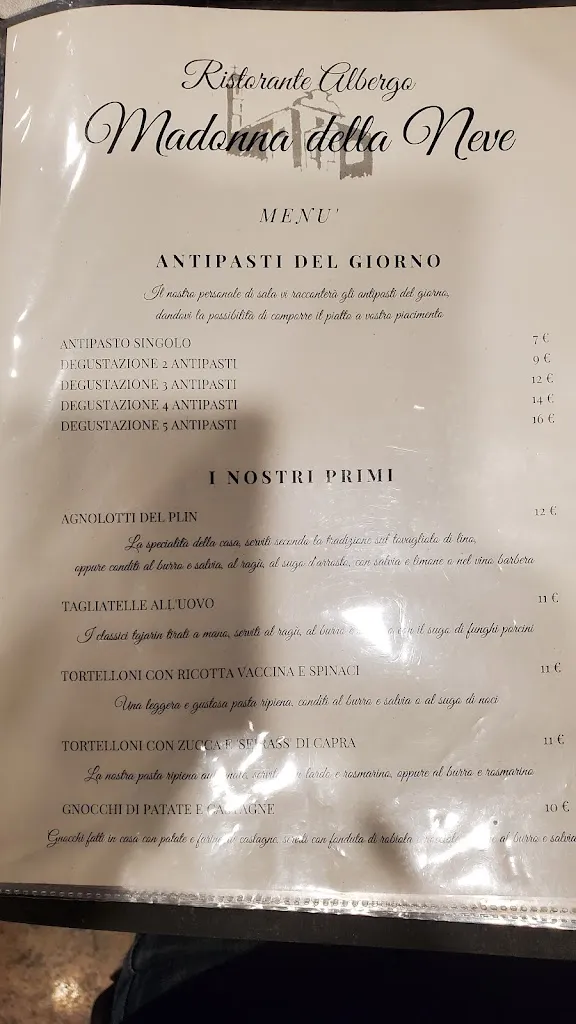 Ristorante Albergo
Madonna della Neve
MENU'
ANTIPASTI DEL GIORNO
Il nostro personale di sala vi racconterà gli antipasti del giorno,
dandovi la possibilità di comporre il piatto a vostro piacimento
ANTIPASTO SINGOLO 7 €
DEGUSTAZIONE 2 ANTIPASTI 9 €
DEGUSTAZIONE 3 ANTIPASTI 12 €
DEGUSTAZIONE 4 ANTIPASTI 14 €
DEGUSTAZIONE 5 ANTIPASTI 16 €
I NOSTRI PRIMI
AGNOLOTTI DEL PLIN 12 €
La specialità della casa, serviti secondo la tradizione sul tovagliolo di lino,
oppure conditi al burro e salvia, al ragù, al sugo d'arrosto, con salvia e limone o nel vino barbera
TAGLIATELLE ALL'UOVO 11 €
I classici tajarin tirati a mano, serviti al ragù, al burro con il sugo di funghi porcini
TORTELLONI CON RICOTTA VACCINA E SPINACI 11 €
Una leggera e gustosa pasta ripiena, conditi al burro e salvia o al sugo di noci
TORTELLONI CON ZUCCA E 'SEIRASS' DI CAPRA 11 €
La nostra pasta ripiena lardo e rosmarino, oppure al burro e rosmarino
GNOCCHI DI PATATE E CASTAGNE 10 €
Gnocchi fatti in casa con patate e farina di castagne, serviti con fonduta di robiola al burro e salvia